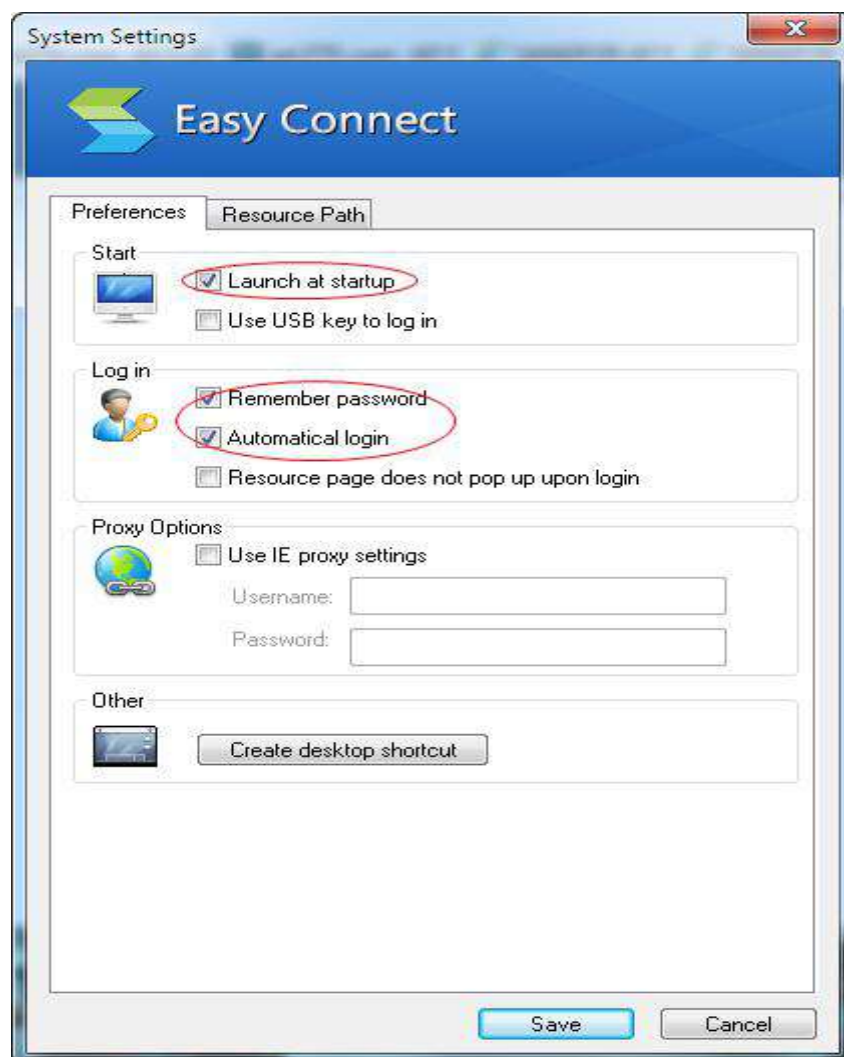 System Settings
Easy Connect
Preferences
Resource Path
Start
Launch at startup
Use USB key to log in
Log in
Remember password
Automatical login
Resource page does not pop up upon login
Proxy Options
Use IE proxy settings
Username:
Password:
Other
Create desktop shortcut
Save
Cancel